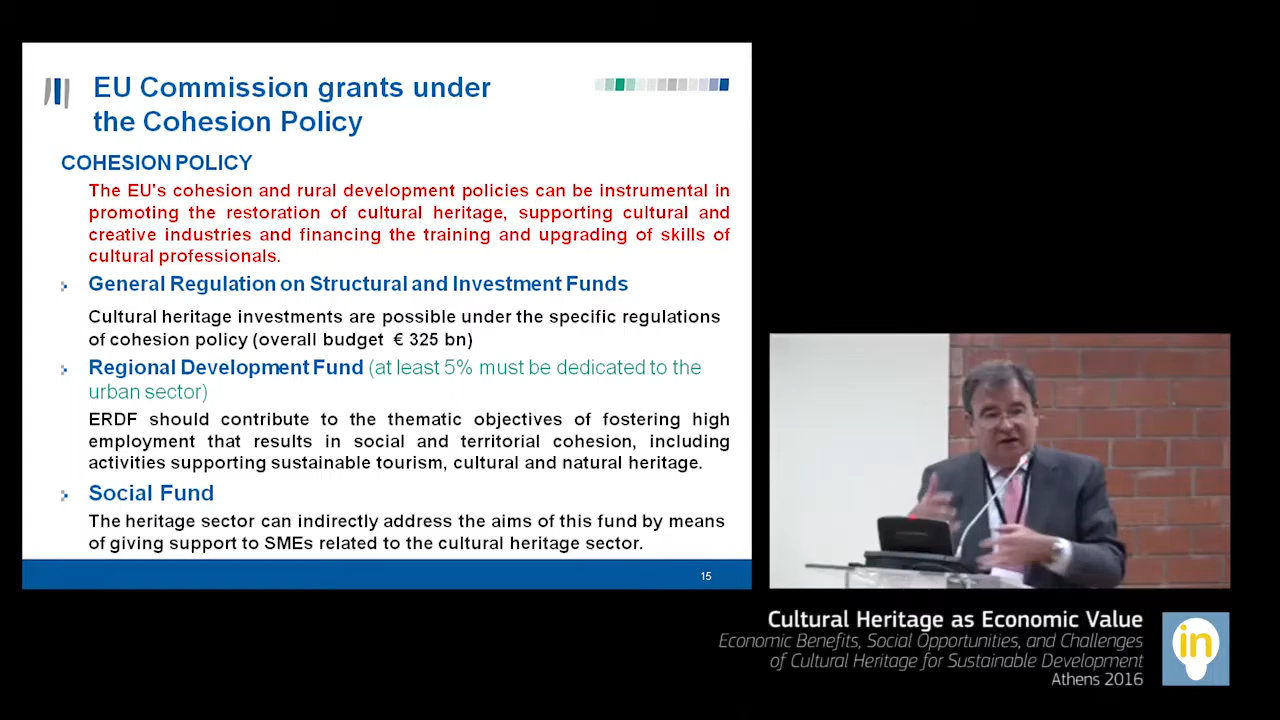 EU Commission grants under
the Cohesion Policy
COHESION POLICY
The EU's cohesion and rural development policies can be instrumental in
promoting the restoration of cultural heritage, supporting cultural and
creative industries and financing the training and upgrading of skills of
cultural professionals.
General Regulation on Structural and Investment Funds
Cultural heritage investments are possible under the specific regulations
of cohesion policy (overall budget € 325 bn)
Regional Development Fund (at least 5% must be dedicated to the
urban sector)
ERDF should contribute to the thematic objectives of fostering high
employment that results in social and territorial cohesion, including
activities supporting sustainable tourism, cultural and natural heritage.
Social Fund
The heritage sector can indirectly address the aims of this fund by means
of giving support to SMEs related to the cultural heritage sector.
15
Cultural Heritage as Economic Value
Economic Benefits, Social Opportunities, and Challenges
of Cultural Heritage for Sustainable Development
Athens 2016
in